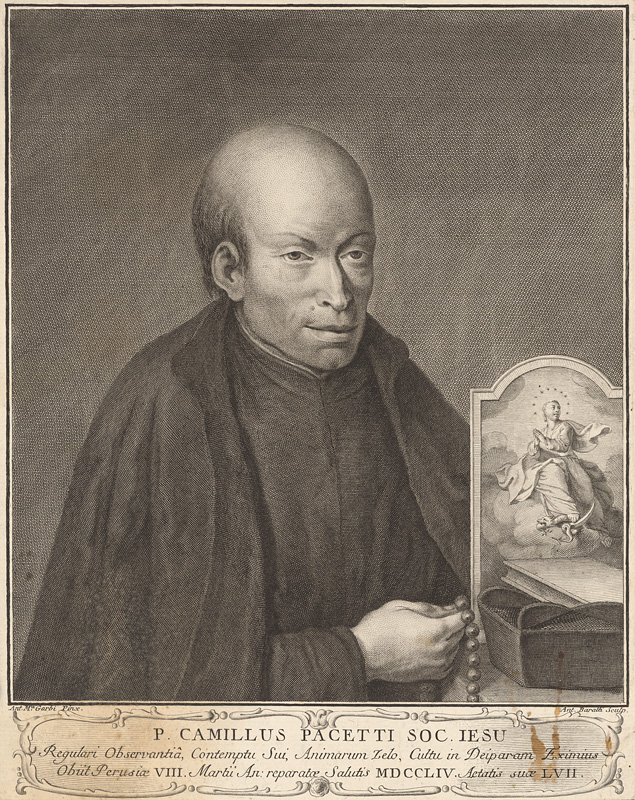 Ant. Mª. Garbi Pinx.
Ant. Baratti Sculp.
P. CAMILLUS PACETTI SOC. IESU
Regulari Observantiâ, Contemptu Sui, Animarum Zelo, Cultu in Deiparam Eximius
Obiit Perusiæ VIII. Martii An: reparatæ Salutis MDCCLIV. Aetatis suæ LVII.